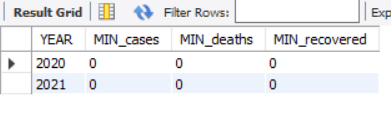 Result Grid Filter Rows: Exp
YEAR MIN_cases MIN_deaths MIN_recovered
2020 0 0 0
2021 0 0 0